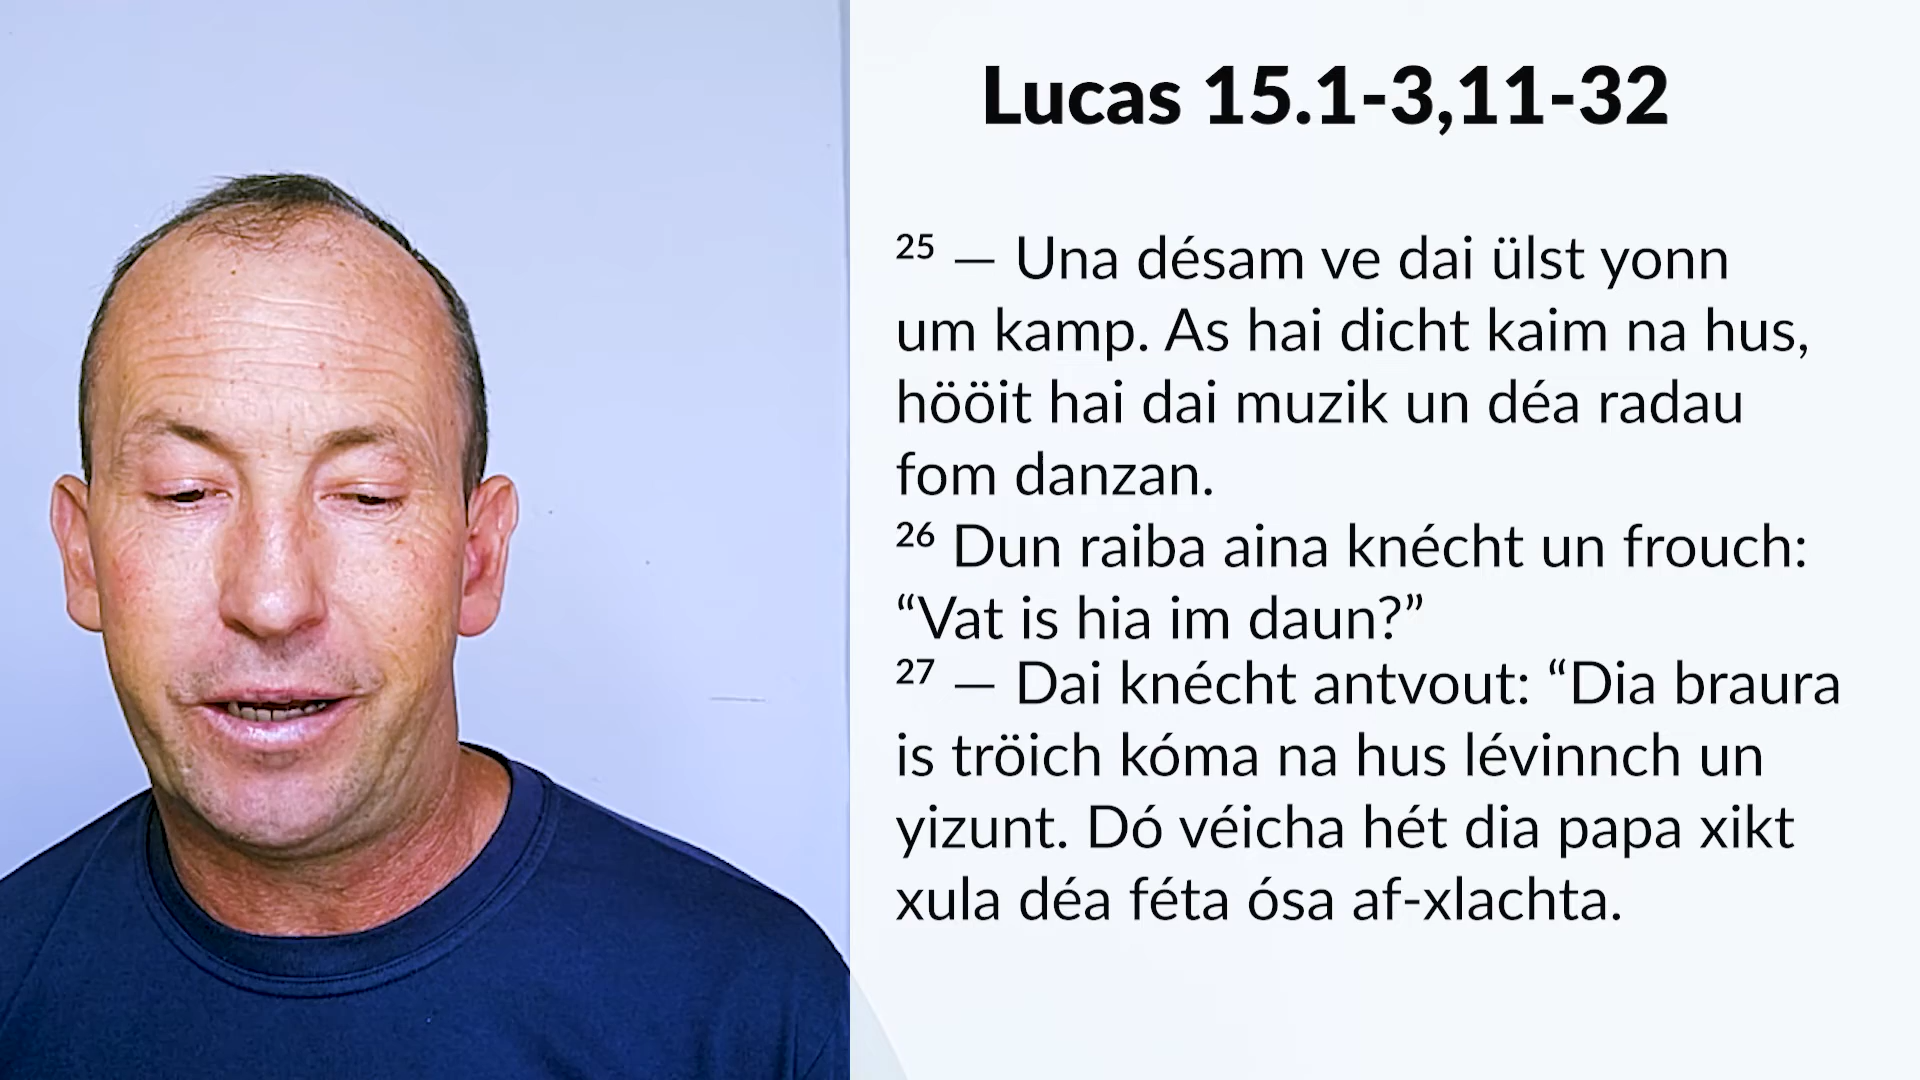 Lucas 15.1-3,11-32
25 — Una désam ve dai ülst yonn
um kamp. As hai dicht kaim na hus,
hööit hai dai muzik un déa radau
fom danzan.
26 Dun raiba aina knécht un frouch:
“Vat is hia im daun?”
27 — Dai knécht antvout: “Dia braura
is tröich kóma na hus lévinnch un
yizunt. Dó véicha hét dia papa xikt
xula déa féta ósa af-xlachta.